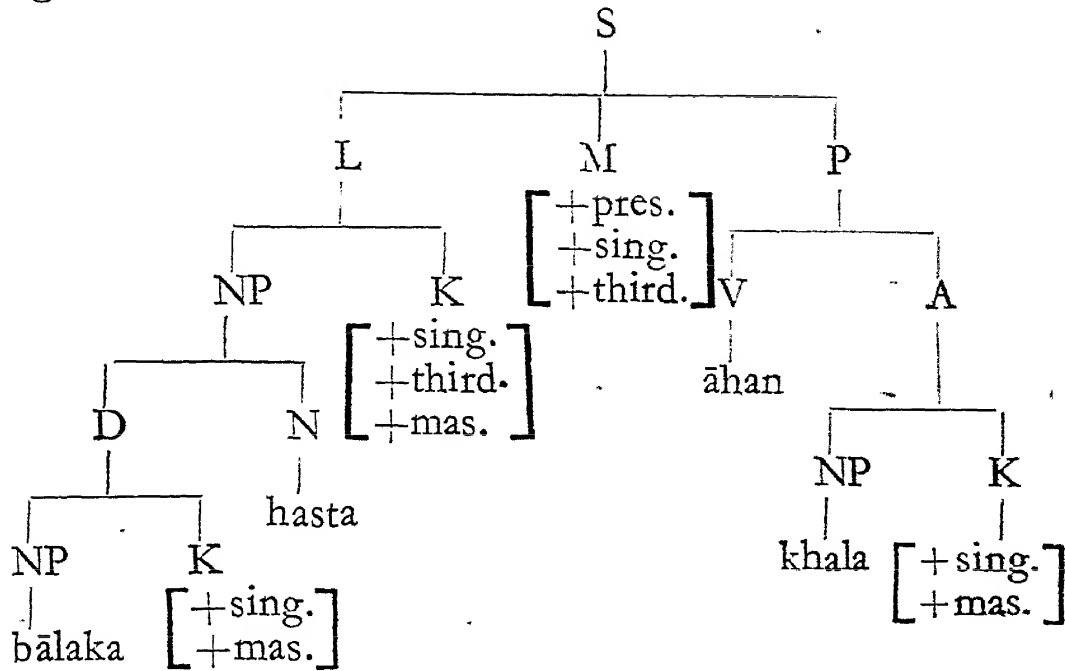 S
L M P
+pres.
+sing.
+third.
NP K V A
+sing.
+third.
+mas.
āhan
D N
NP K
hasta
khala
+sing.
+mas.
NP K
+sing.
+mas.
bālaka